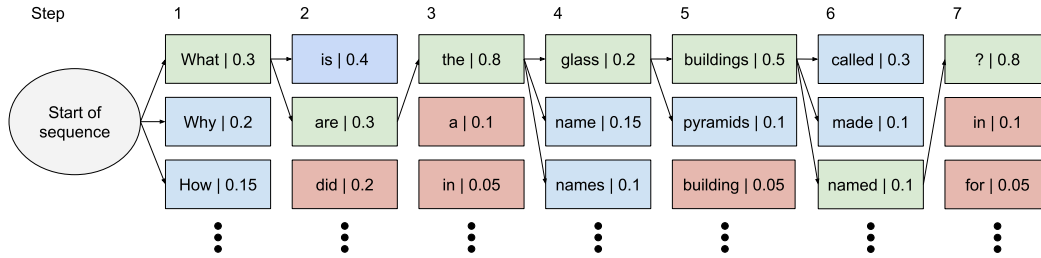 Step 1 2 3 4 5 6 7
What | 0.3 is | 0.4 the | 0.8 glass | 0.2 buildings | 0.5 called | 0.3 ? | 0.8
Start of
sequence
Why | 0.2 are | 0.3 a | 0.1 name | 0.15 pyramids | 0.1 made | 0.1 in | 0.1
How | 0.15 did | 0.2 in | 0.05 names | 0.1 building | 0.05 named | 0.1 for | 0.05